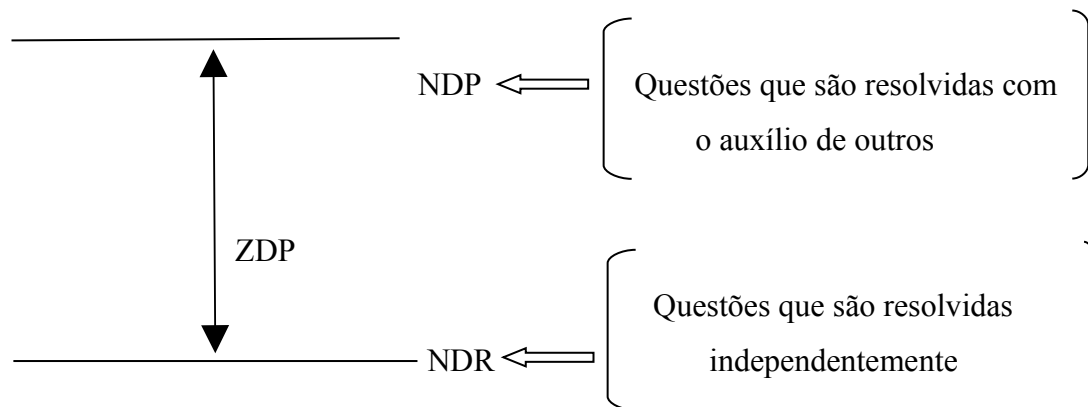 NDP
Questões que são resolvidas com
o auxílio de outros
ZDP
NDR
Questões que são resolvidas
independentemente